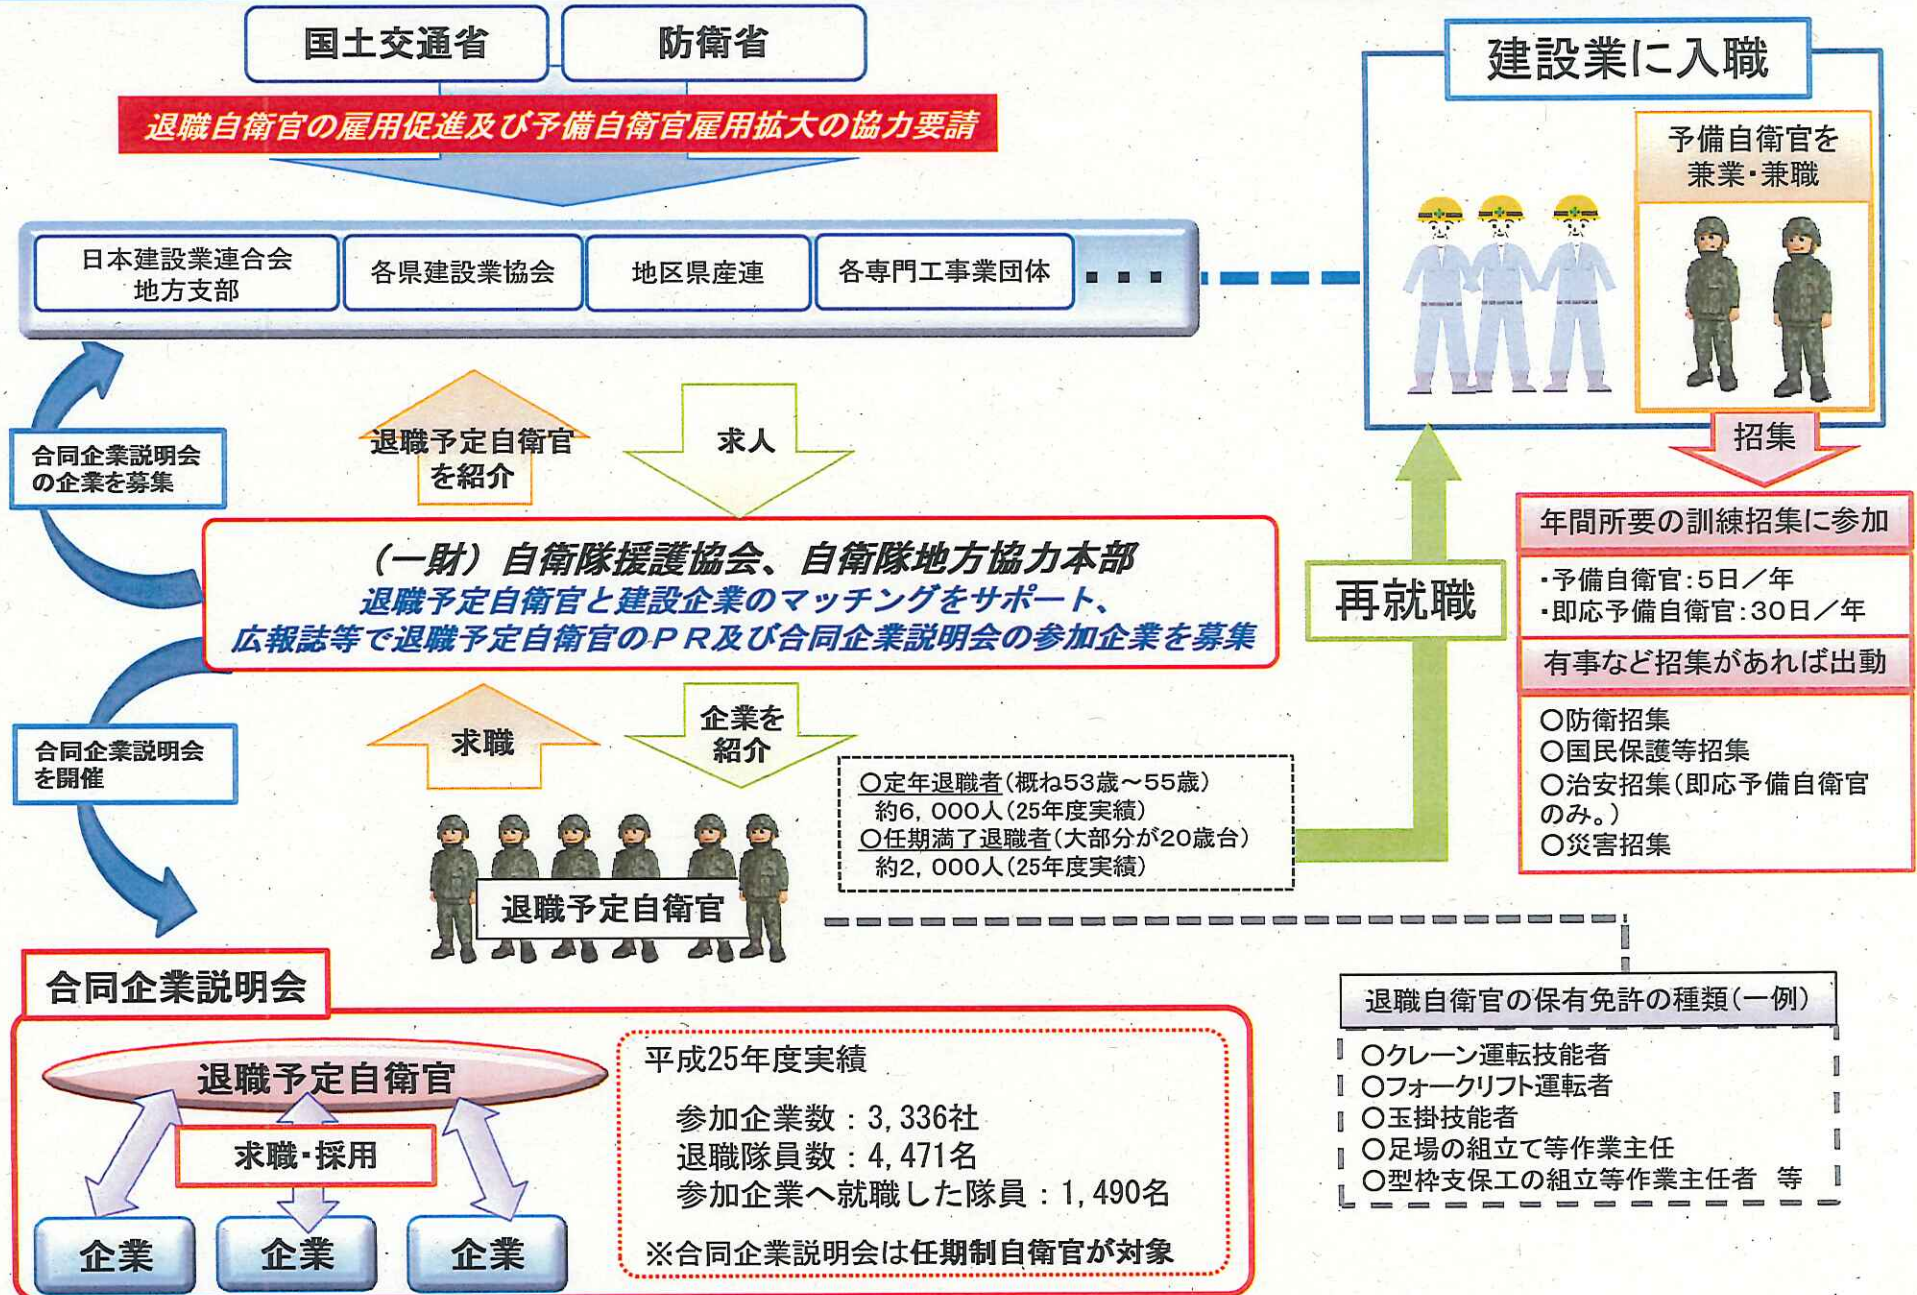 国土交通省
防衛省
退職自衛官の雇用促進及び予備自衛官雇用拡大の協力要請
日本建設業連合会
地方支部
各県建設業協会
地区県産連
各専門工事業団体
▪▪▪
建設業に入職
予備自衛官を
兼業・兼職
招集
年間所要の訓練招集に参加
・予備自衛官:5日／年
・即応予備自衛官:30日／年
有事など招集があれば出動
○防衛招集
○国民保護等招集
○治安招集(即応予備自衛官
のみ。)
○災害招集
合同企業説明会
の企業を募集
退職予定自衛官
を紹介
求人
(一財)自衛隊援護協会、自衛隊地方協力本部
退職予定自衛官と建設企業のマッチングをサポート、
広報誌等で退職予定自衛官のＰＲ及び合同企業説明会の参加企業を募集
再就職
合同企業説明会
を開催
求職
企業を
紹介
○定年退職者(概ね53歳～55歳)
約6,000人(25年度実績)
○任期満了退職者(大部分が20歳台)
約2,000人(25年度実績)
退職予定自衛官
退職自衛官の保有免許の種類(一例)
○クレーン運転技能者
○フォークリフト運転者
○玉掛技能者
○足場の組立て等作業主任
○型枠支保工の組立等作業主任者 等
合同企業説明会
退職予定自衛官
求職・採用
企業
企業
企業
平成25年度実績
参加企業数：3,336社
退職隊員数：4,471名
参加企業へ就職した隊員：1,490名
※合同企業説明会は任期制自衛官が対象